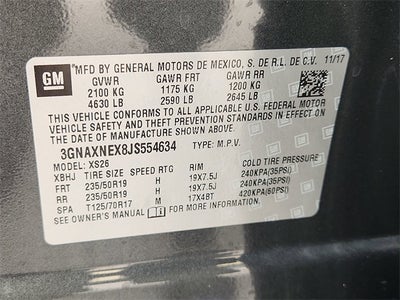 GM
MFD BY GENERAL MOTORS DE MEXICO, S. DE R.L. DE C.V. 11/17
GVWR GAWR FRT GAWR RR
2100 KG 1175 KG 1200 KG
4630 LB 2590 LB 2645 LB
THIS VEHICLE CONFORMS TO ALL APPLICABLE U.S. FEDERAL
MOTOR VEHICLE SAFETY, BUMPER, AND THEFT
PREVENTION STANDARDS IN EFFECT ON
THE DATE OF MANUFACTURE SHOWN ABOVE.
3GNAXNEX8JS554634 TYPE: M.P.V.
MODEL: XS26
XBHJ TIRE SIZE SPEED RTG RIM COLD TIRE PRESSURE
FRT 235/50R19 H 19X7.5J 240KPA(35PSI)
RR 235/50R19 H 19X7.5J 240KPA(35PSI)
SPA T125/70R17 M 17X4BT 420KPA(60PSI)
SEE OWNER'S MANUAL FOR MORE INFORMATION.